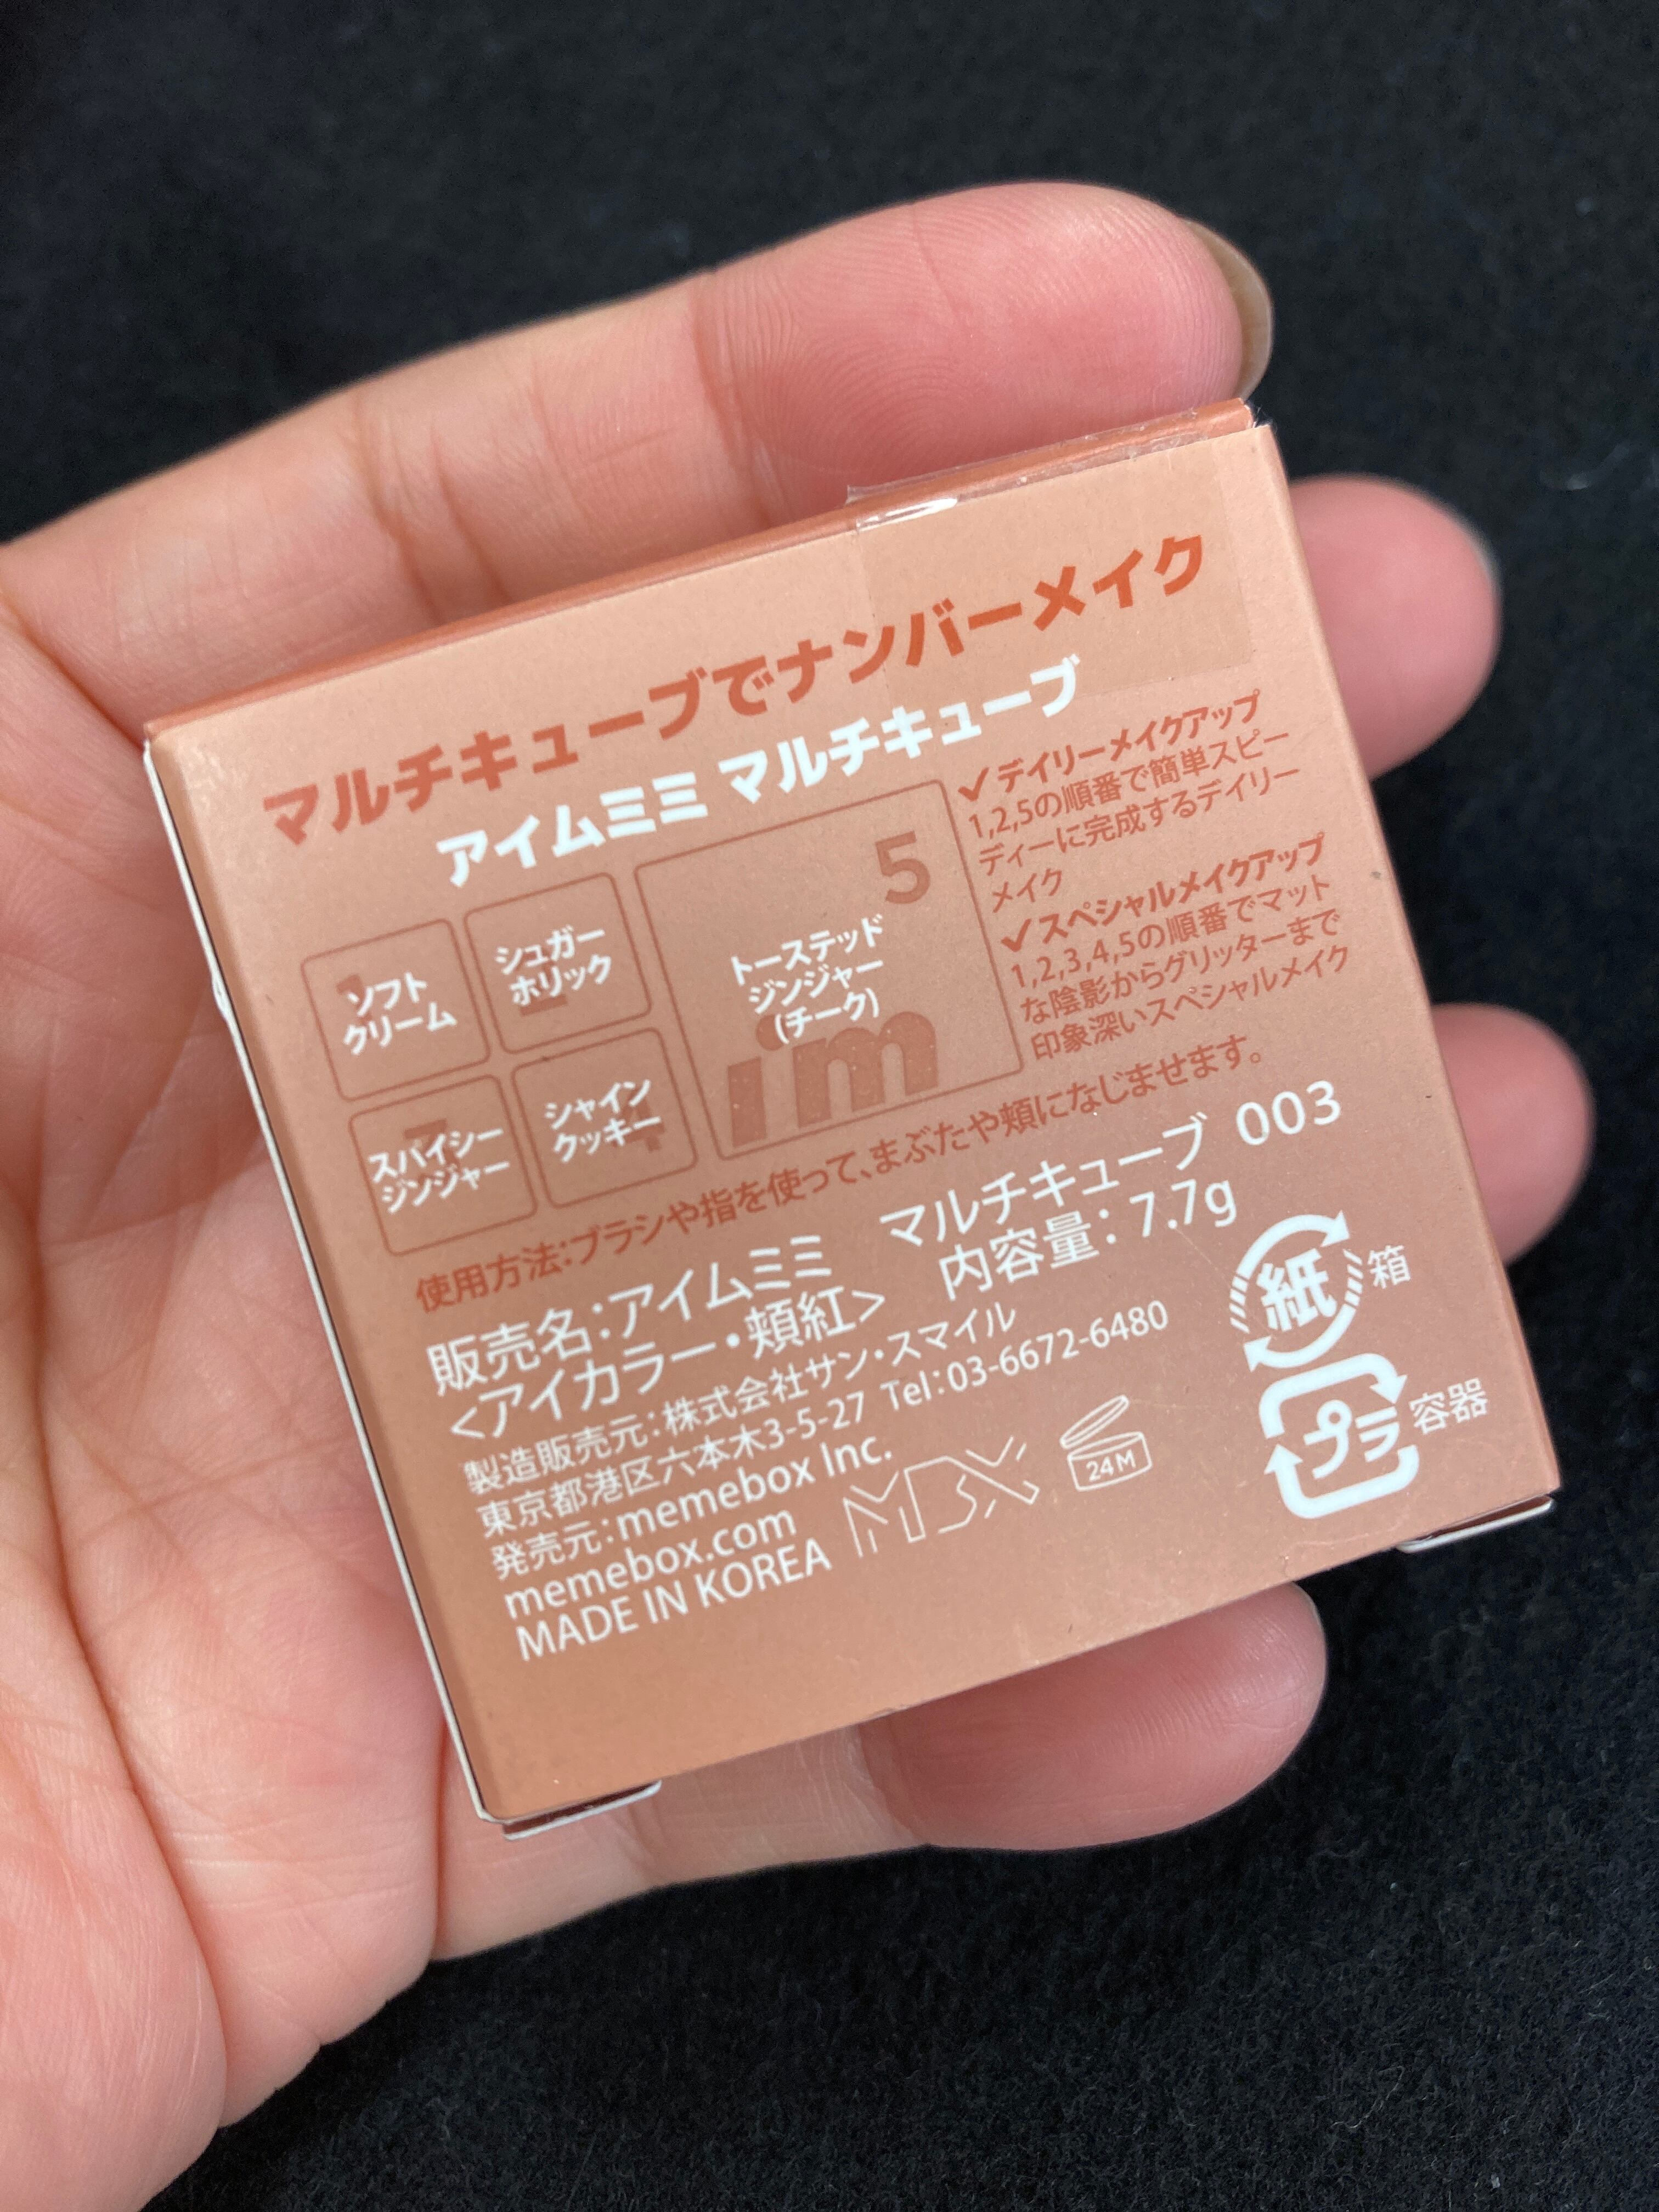 マルチキューブでナンバーメイク
アイムミミ マルチキューブ
1
ソフト
クリーム
2
シュガー
ホリック
3
スパイシー
ジンジャー
4
シャイン
クッキー
5
トーステッド
ジンジャー
(チーク)
i'm
✓デイリーメイクアップ
1,2,5の順番で簡単スピー
ディーに完成するデイリー
メイク
✓スペシャルメイクアップ
1,2,3,4,5の順番でマット
な陰影からグリッターまで
印象深いスペシャルメイク
使用方法:ブラシや指を使って、まぶたや頬になじませます。
販売名:アイムミミ マルチキューブ 003
<アイカラー・頬紅> 内容量: 7.7g
製造販売元:株式会社サン・スマイル
東京都港区六本木3-5-27 Tel:03-6672-6480
発売元:memebox Inc.
memebox.com
MADE IN KOREA
MBX
24M
紙 箱
プラ 容器